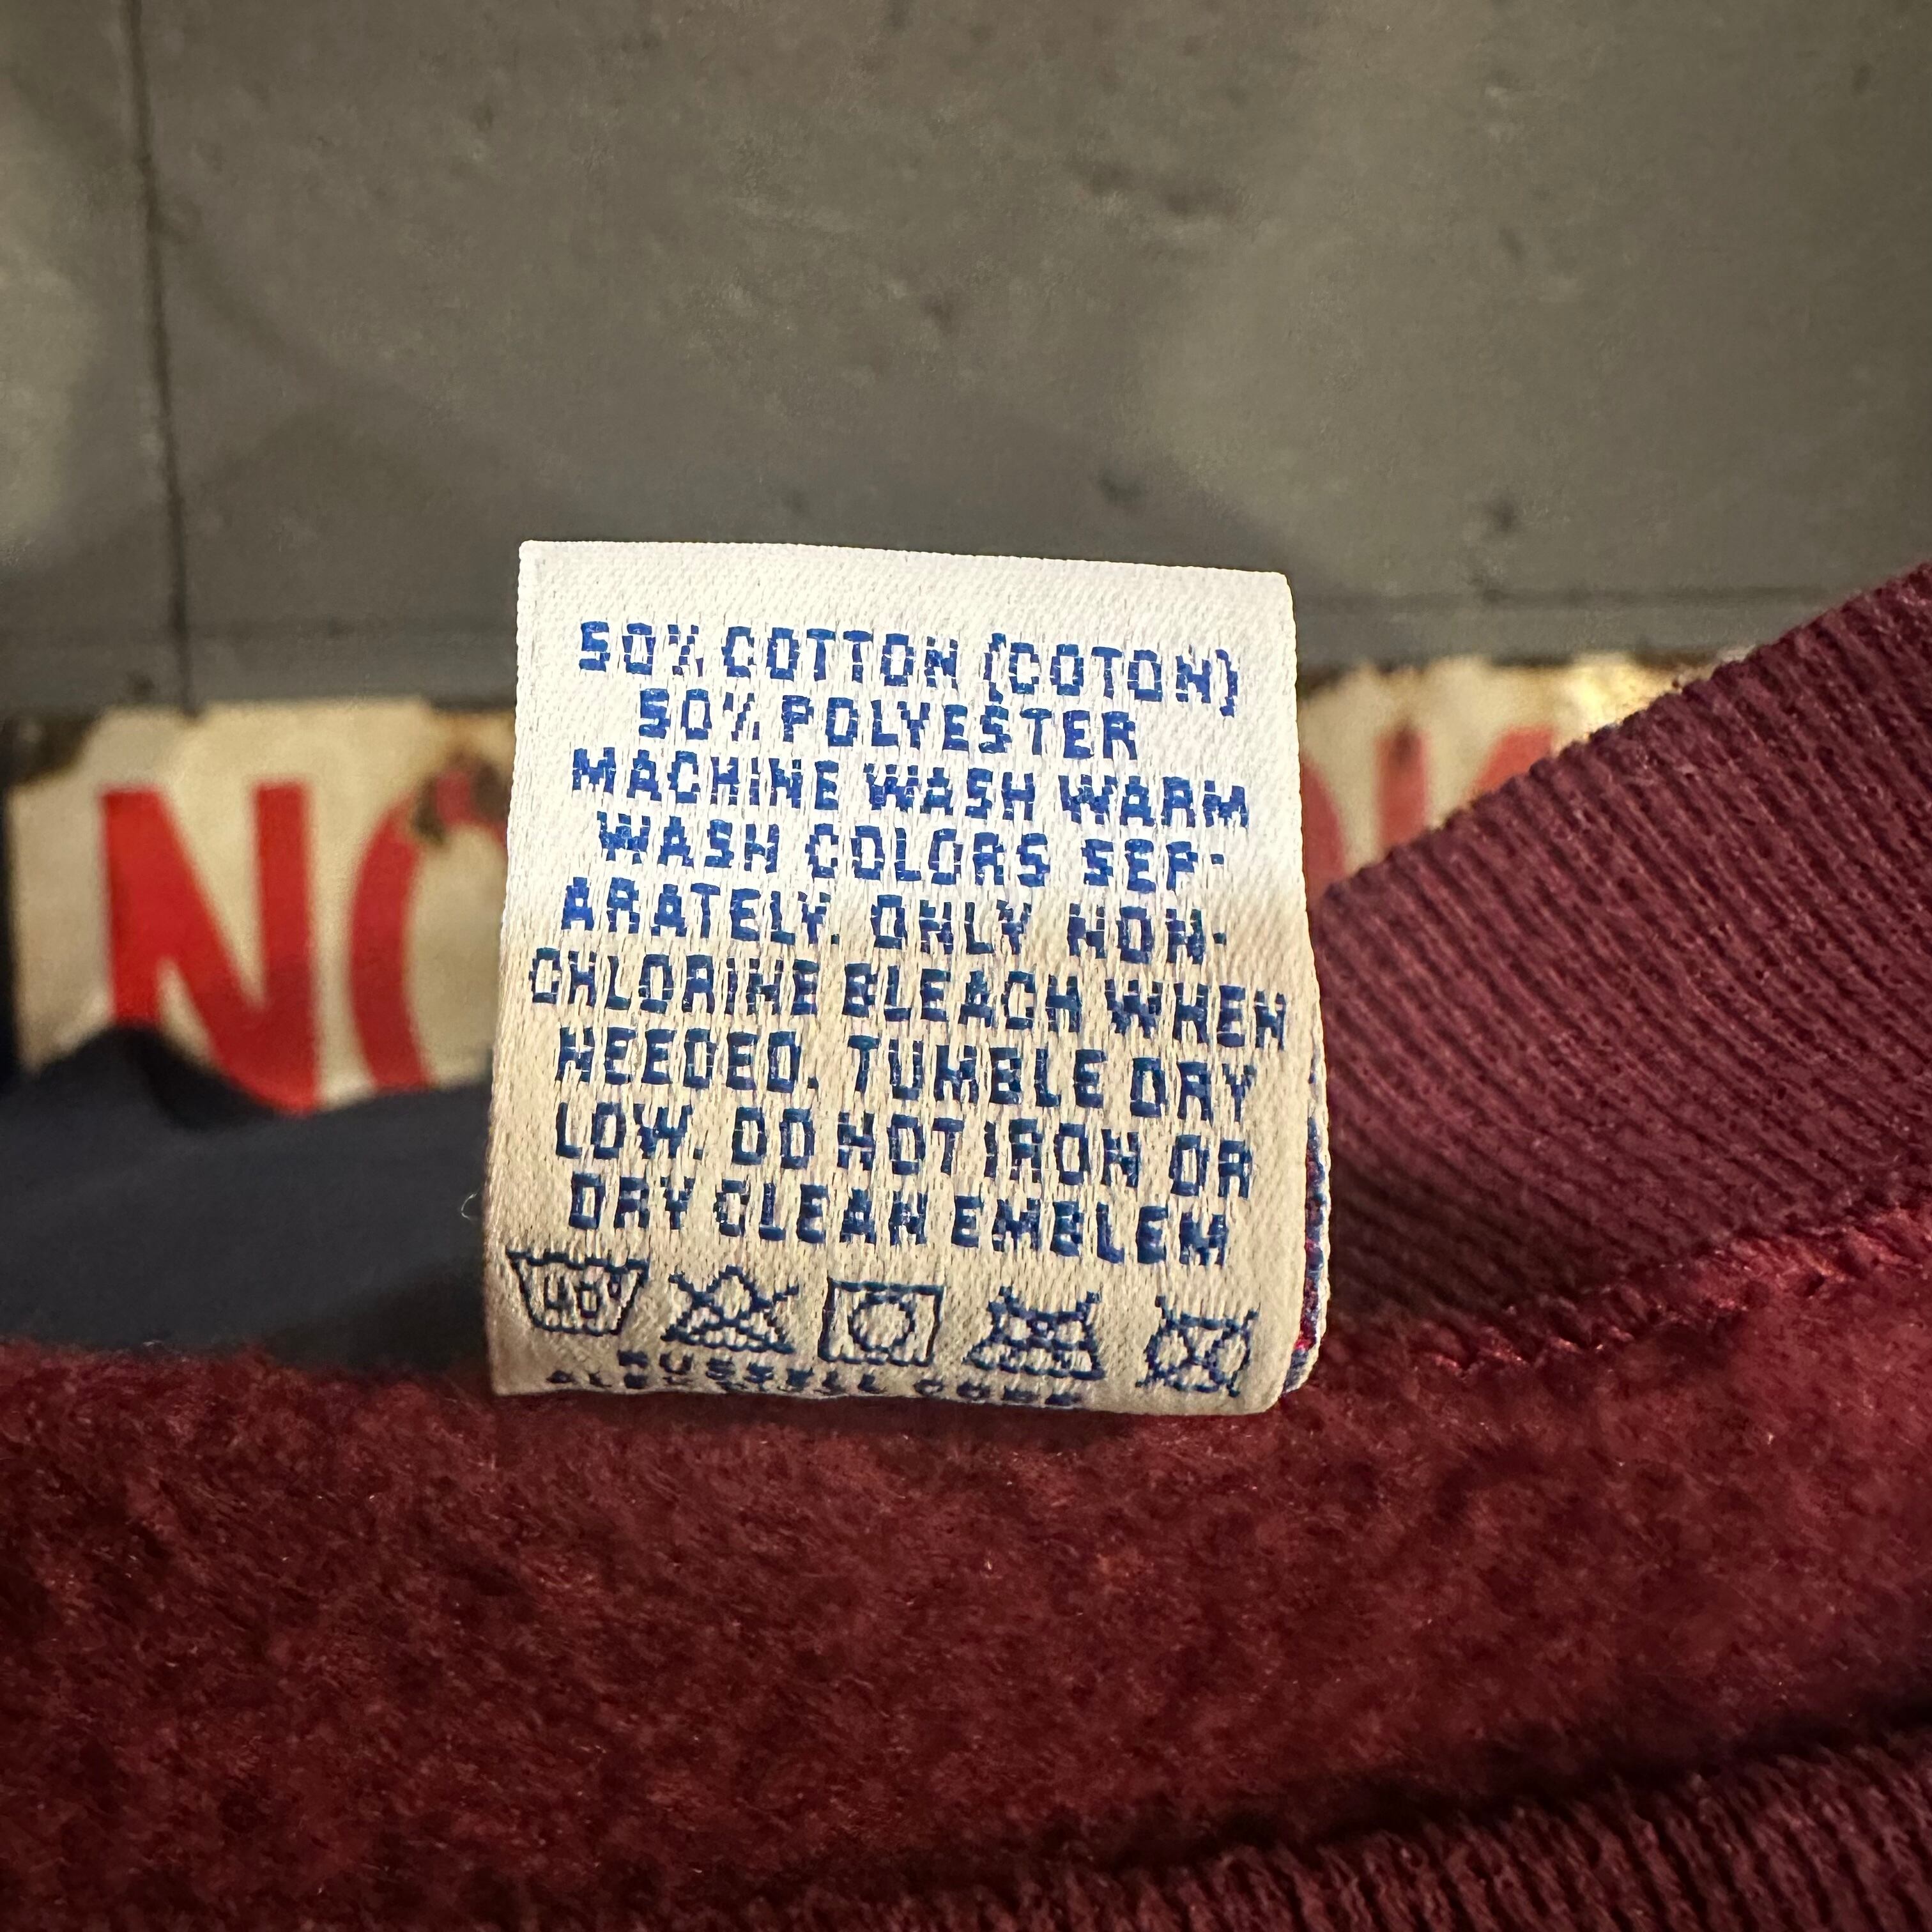 50% COTTON (COTON)
50% POLYESTER
MACHINE WASH WARM
WASH COLORS SEP-
ARATELY. ONLY NON-
CHLORINE BLEACH WHEN
NEEDED. TUMBLE DRY
LOW. DO NOT IRON OR
DRY CLEAN EMBLEM
40°
RUSSELL CORP